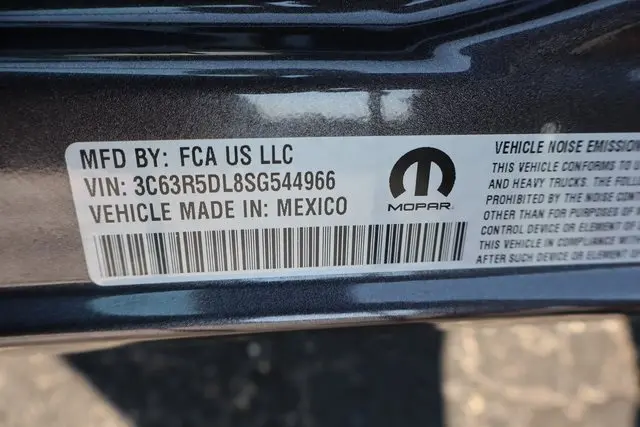 MFD BY: FCA US LLC
VIN: 3C63R5DL8SG544966
VEHICLE MADE IN: MEXICO
MOPAR
VEHICLE NOISE EMISSION
THIS VEHICLE CONFORMS TO
AND HEAVY TRUCKS. THE FOLLOWING
PROHIBITED BY THE NOISE CONTROL
OTHER THAN FOR PURPOSES OF
CONTROL DEVICE OR ELEMENT OF
THIS VEHICLE IN COMPLIANCE WITH
AFTER SUCH DEVICE OR ELEMENT